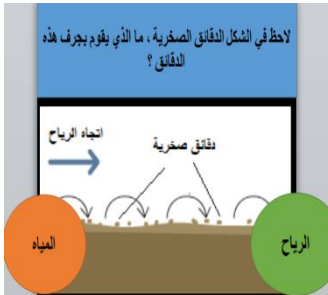 لاحظ في الشكل الدقائق الصخرية ، ما الذي يقوم بجرف هذه
الدقائق ؟
اتجاه الرياح
دقائق صخرية
الرياح
المياه